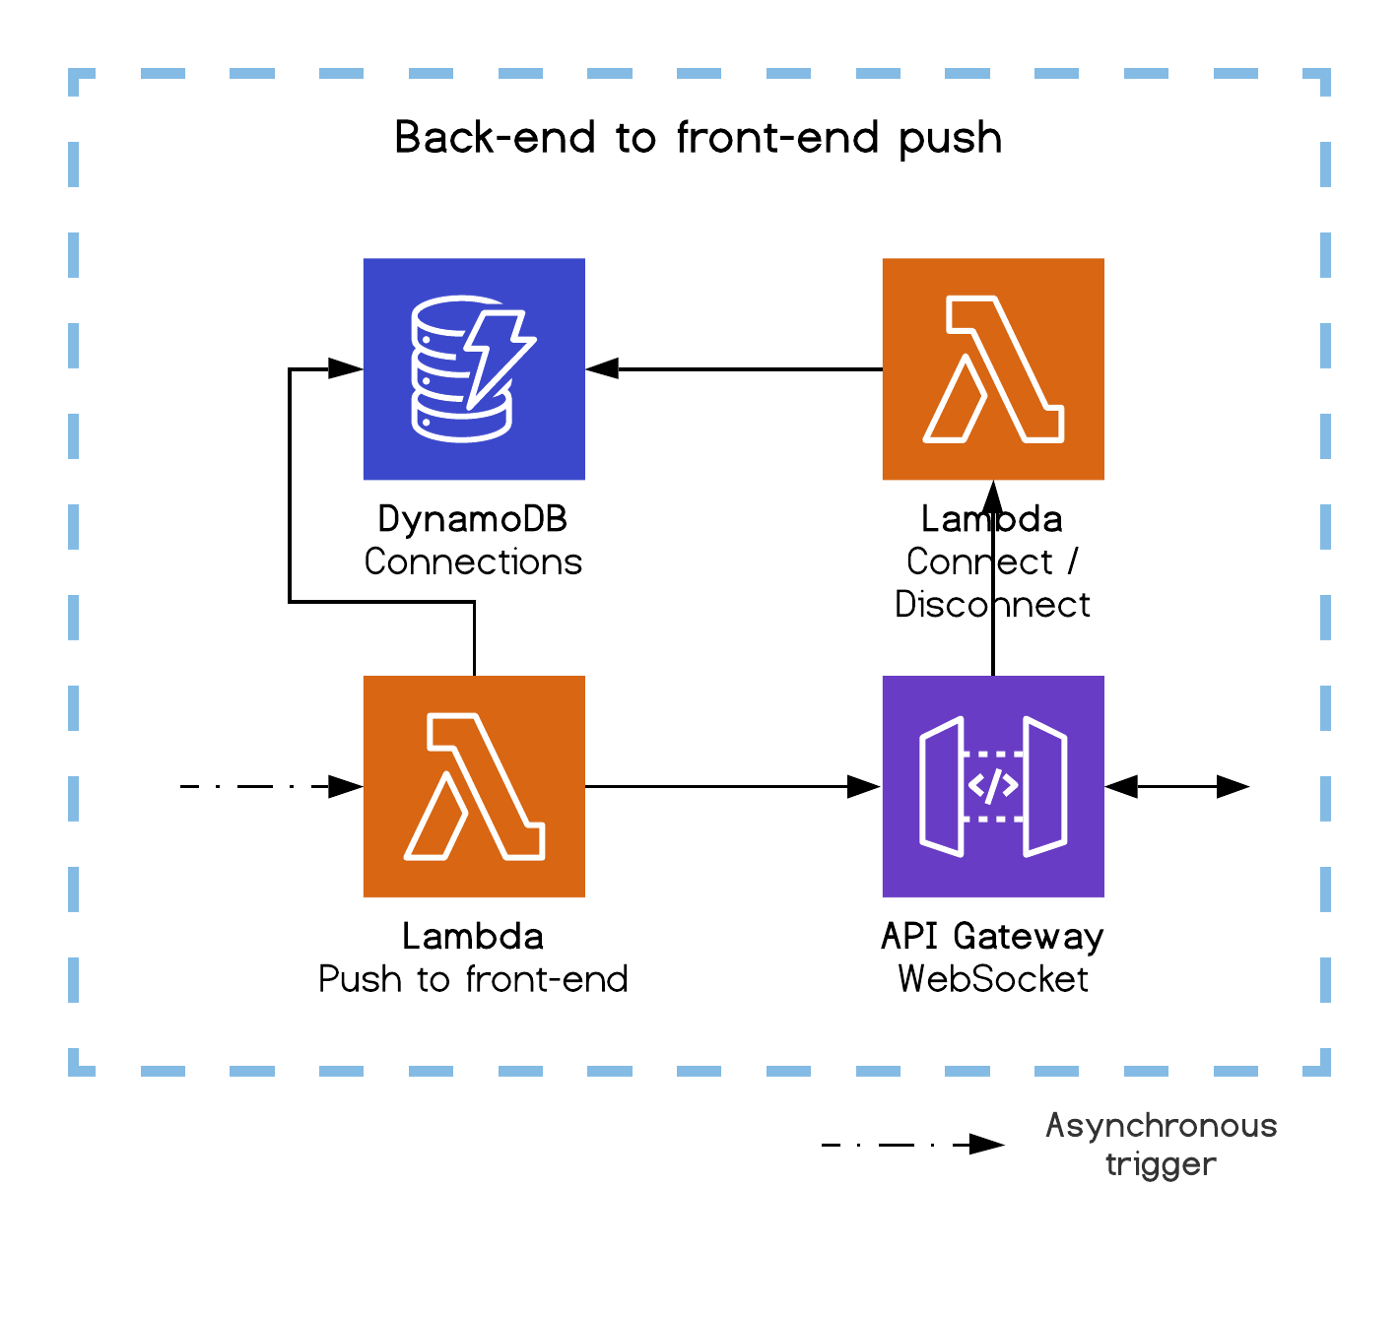 Back-end to front-end push
DynamoDB
Connections
Lambda
Connect /
Disconnect
Lambda
Push to front-end
API Gateway
WebSocket
Asynchronous
trigger